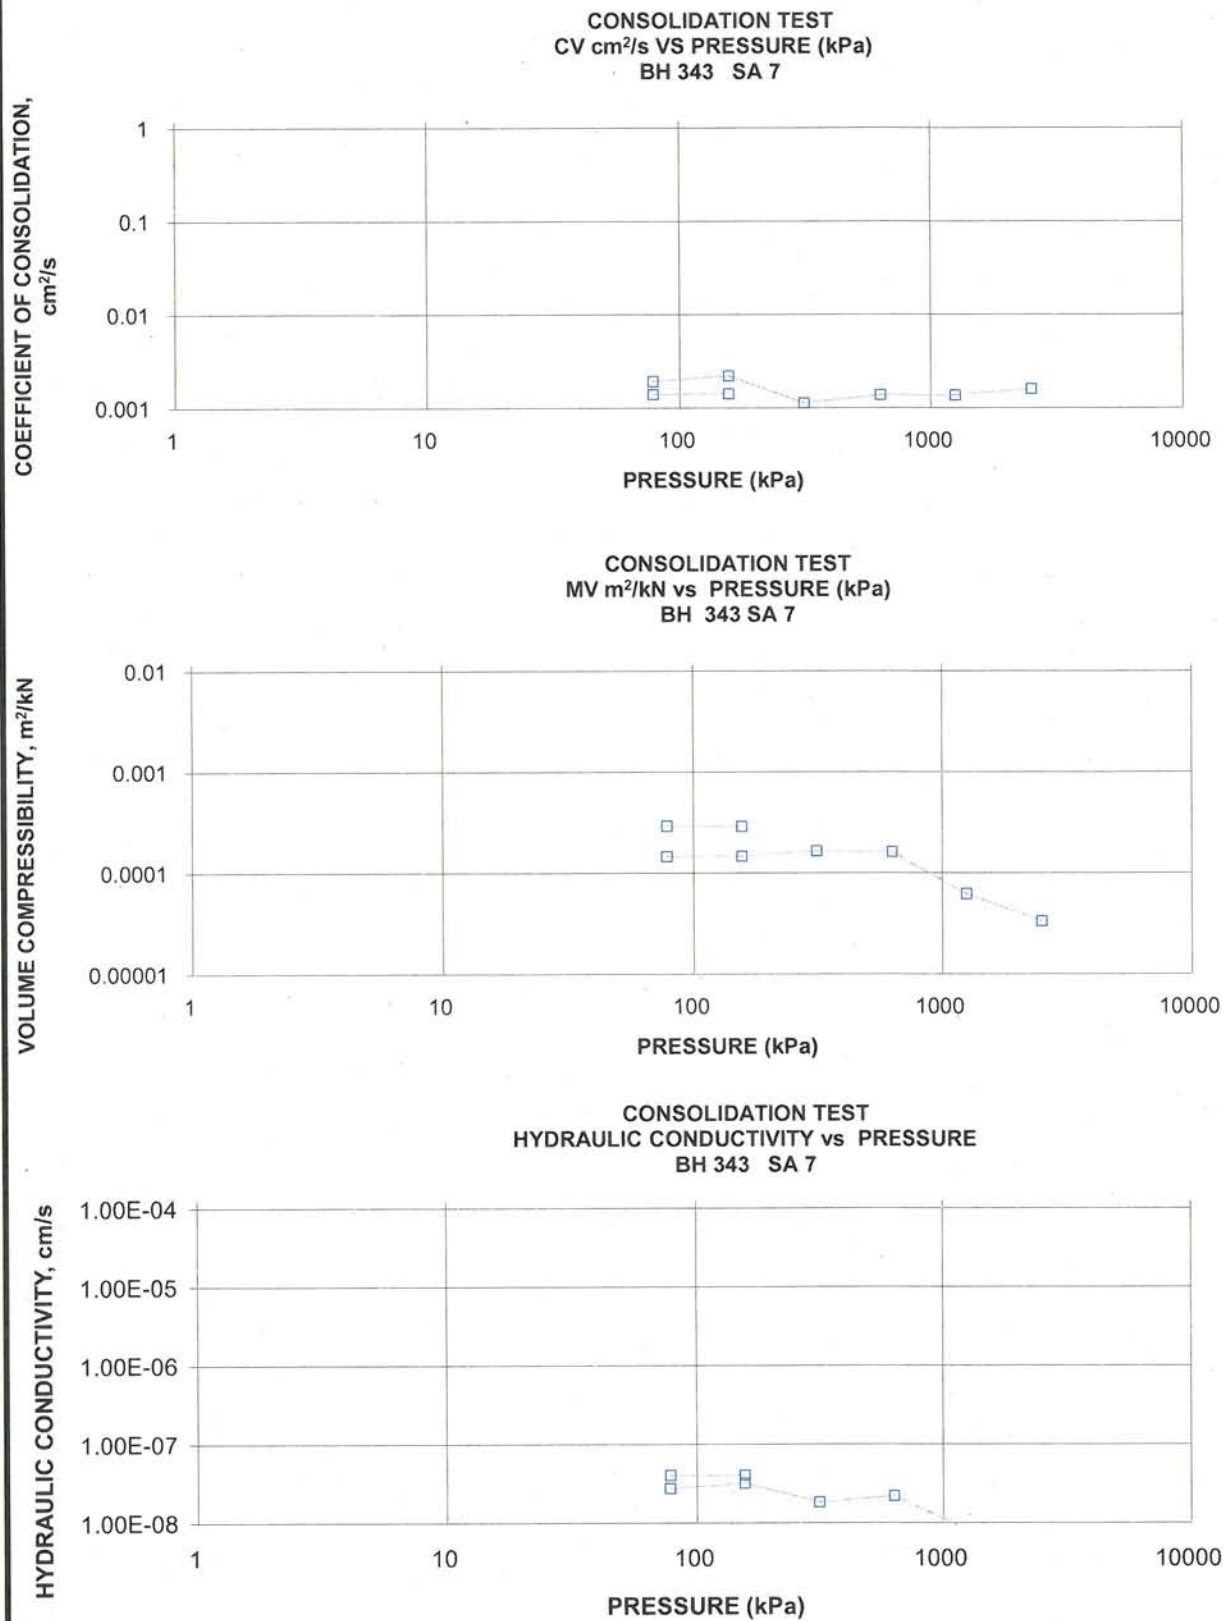 CONSOLIDATION TEST
CV cm²/s VS PRESSURE (kPa)
BH 343 SA 7
COEFFICIENT OF CONSOLIDATION,
cm²/s
1
0.1
0.01
0.001
1 10 100 1000 10000
PRESSURE (kPa)
CONSOLIDATION TEST
MV m²/kN vs PRESSURE (kPa)
BH 343 SA 7
VOLUME COMPRESSIBILITY, m²/kN
0.01
0.001
0.0001
0.00001
1 10 100 1000 10000
PRESSURE (kPa)
CONSOLIDATION TEST
HYDRAULIC CONDUCTIVITY vs PRESSURE
BH 343 SA 7
HYDRAULIC CONDUCTIVITY, cm/s
1.00E-04
1.00E-05
1.00E-06
1.00E-07
1.00E-08
1 10 100 1000 10000
PRESSURE (kPa)